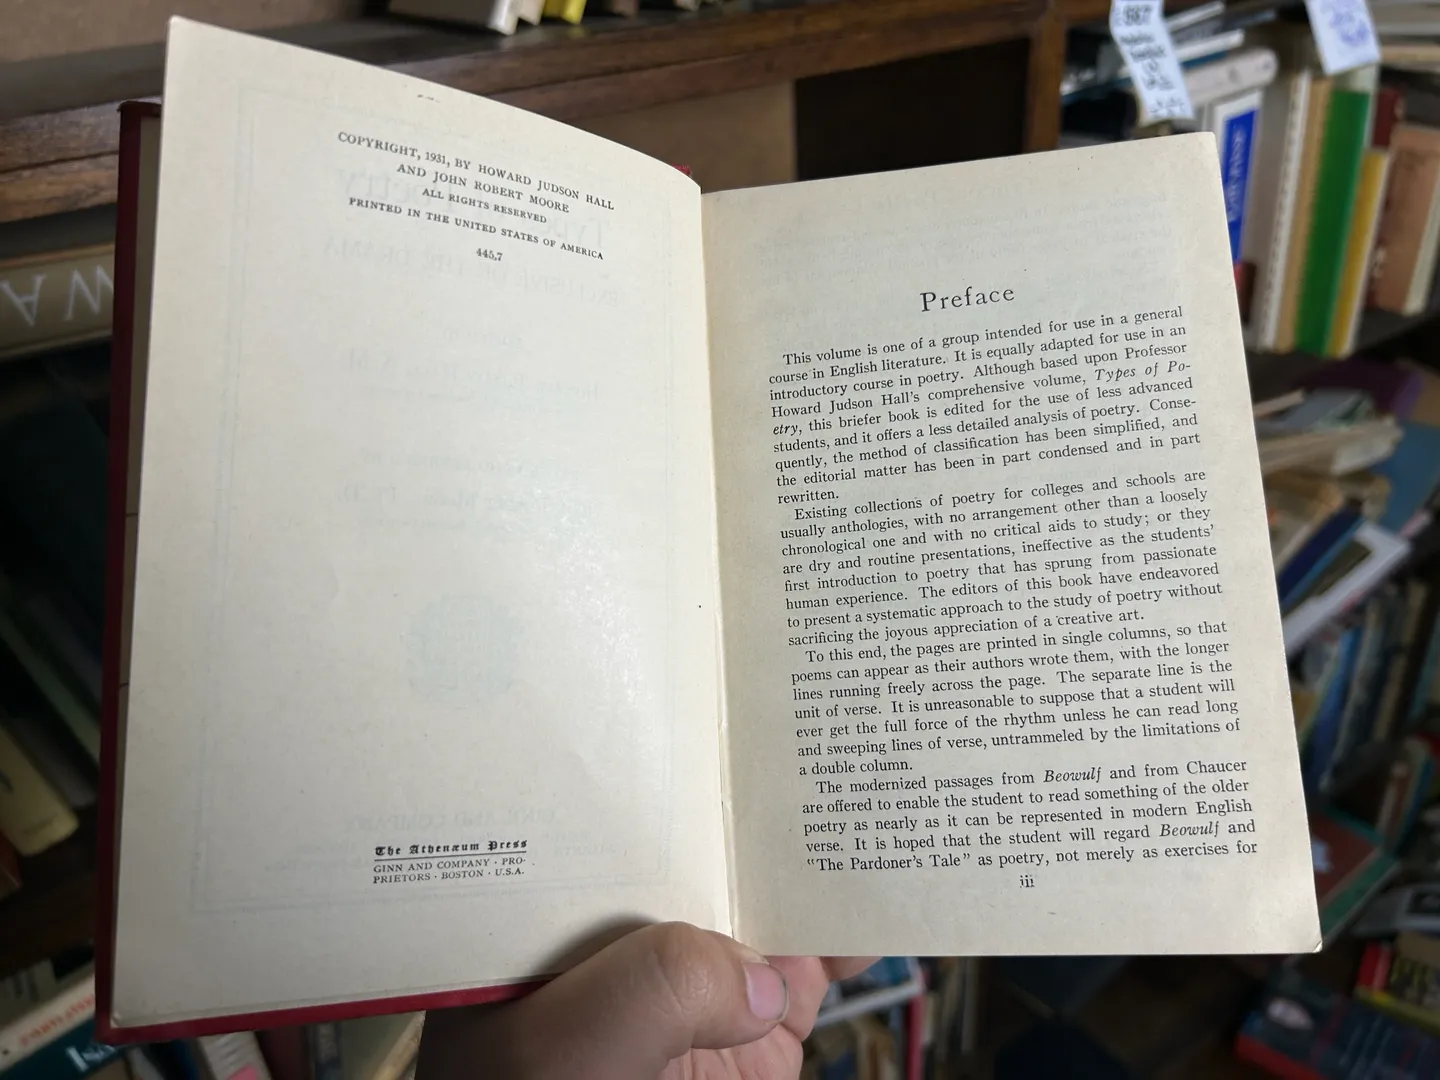 COPYRIGHT, 1931, BY HOWARD JUDSON HALL
AND JOHN ROBERT MOORE
ALL RIGHTS RESERVED
PRINTED IN THE UNITED STATES OF AMERICA
445.7
The Athenæum Press
GINN AND COMPANY · PRO-
PRIETORS · BOSTON · U.S.A.
Preface
This volume is one of a group intended for use in a general
course in English literature. It is equally adapted for use in an
introductory course in poetry. Although based upon Professor
Howard Judson Hall's comprehensive volume, Types of Po-
etry, this briefer book is edited for the use of less advanced
students, and it offers a less detailed analysis of poetry. Conse-
quently, the method of classification has been simplified, and
the editorial matter has been in part condensed and in part
rewritten.
Existing collections of poetry for colleges and schools are
usually anthologies, with no arrangement other than a loosely
chronological one and with no critical aids to study; or they
are dry and routine presentations, ineffective as the students'
first introduction to poetry that has sprung from passionate
human experience. The editors of this book have endeavored
to present a systematic approach to the study of poetry without
sacrificing the joyous appreciation of a creative art.
To this end, the pages are printed in single columns, so that
poems can appear as their authors wrote them, with the longer
lines running freely across the page. The separate line is the
unit of verse. It is unreasonable to suppose that a student will
ever get the full force of the rhythm unless he can read long
and sweeping lines of verse, untrammeled by the limitations of
a double column.
The modernized passages from Beowulf and from Chaucer
are offered to enable the student to read something of the older
poetry as nearly as it can be represented in modern English
verse. It is hoped that the student will regard Beowulf and
"The Pardoner's Tale" as poetry, not merely as exercises for
iii